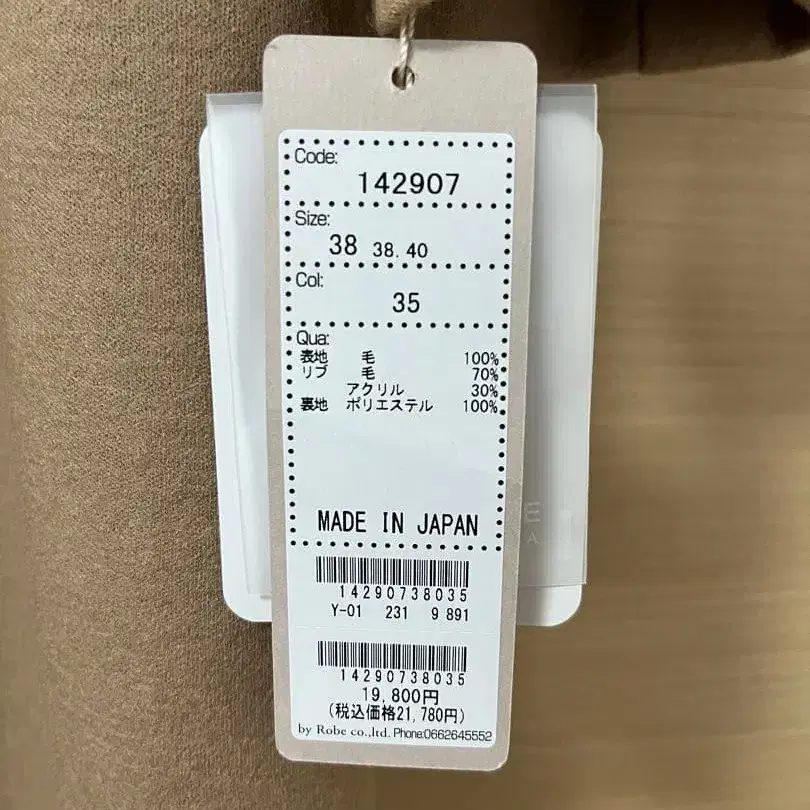 Code:
142907
Size:
38 38.40
Col:
35
Qua:
表地 毛 100%
リブ 毛 70%
アクリル 30%
裏地 ポリエステル 100%
MADE IN JAPAN
14290738035
Y-01 231 9 891
14290738035
19,800円
(税込価格21,780円)
by Robe co.,ltd. Phone:0662645552
E
A